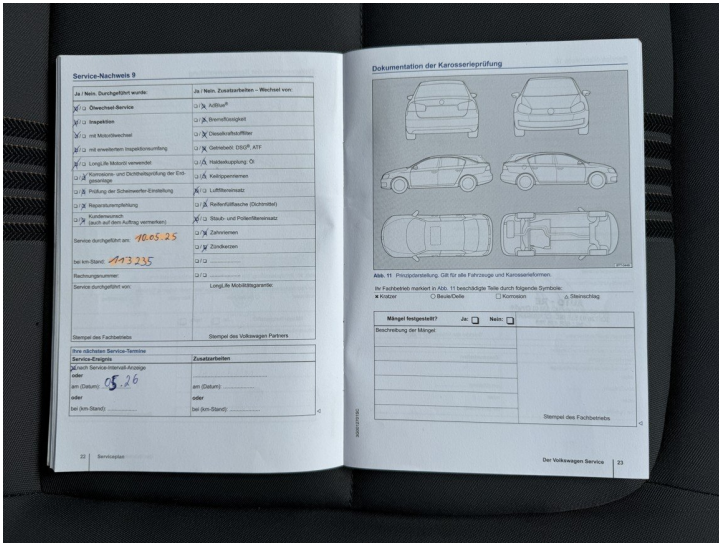 Service-Nachweis 9
Ja / Nein. Durchgeführt wurde:
Ölwechsel-Service
Inspektion
mit Motorölwechsel
mit erweitertem Inspektionsumfang
LongLife Motoröl verwendet
Korrosions- und Dichtheitsprüfung der Erdgasanlage
Prüfung der Scheinwerfer-Einstellung
Reparaturempfehlung
Kundenwunsch
(auch auf dem Auftrag vermerken)
Service durchgeführt am: 10.05.25
bei km-Stand: 113.235
Rechnungsnummer:
Service durchgeführt von:
Stempel des Fachbetriebs
Ja / Nein. Zusatzarbeiten – Wechsel von:
AdBlue®
Bremsflüssigkeit
Dieselkraftstofffilter
Getriebeöl: DSG®, ATF
Haldexkupplung: Öl
Keilrippenriemen
Luftfiltereinsatz
Reifenfüllflasche (Dichtmittel)
Staub- und Pollenfiltereinsatz
Zahnriemen
Zündkerzen
LongLife Mobilitätsgarantie:
Stempel des Volkswagen Partners
Ihre nächsten Service-Termine
Service-Ereignis
nach Service-Intervall-Anzeige
oder
am (Datum): 05.26
oder
bei (km-Stand):
Zusatzarbeiten
am (Datum):
oder
bei (km-Stand):
22 | Serviceplan
Dokumentation der Karosserieprüfung
Abb. 11 Prinzipdarstellung. Gilt für alle Fahrzeuge und Karosserieformen.
Ihr Fachbetrieb markiert in Abb. 11 beschädigte Teile durch folgende Symbole:
× Kratzer ○ Beule/Delle □ Korrosion △ Steinschlag
Mängel festgestellt? Ja: □ Nein: □
Beschreibung der Mängel:
Stempel des Fachbetriebs
Der Volkswagen Service | 23